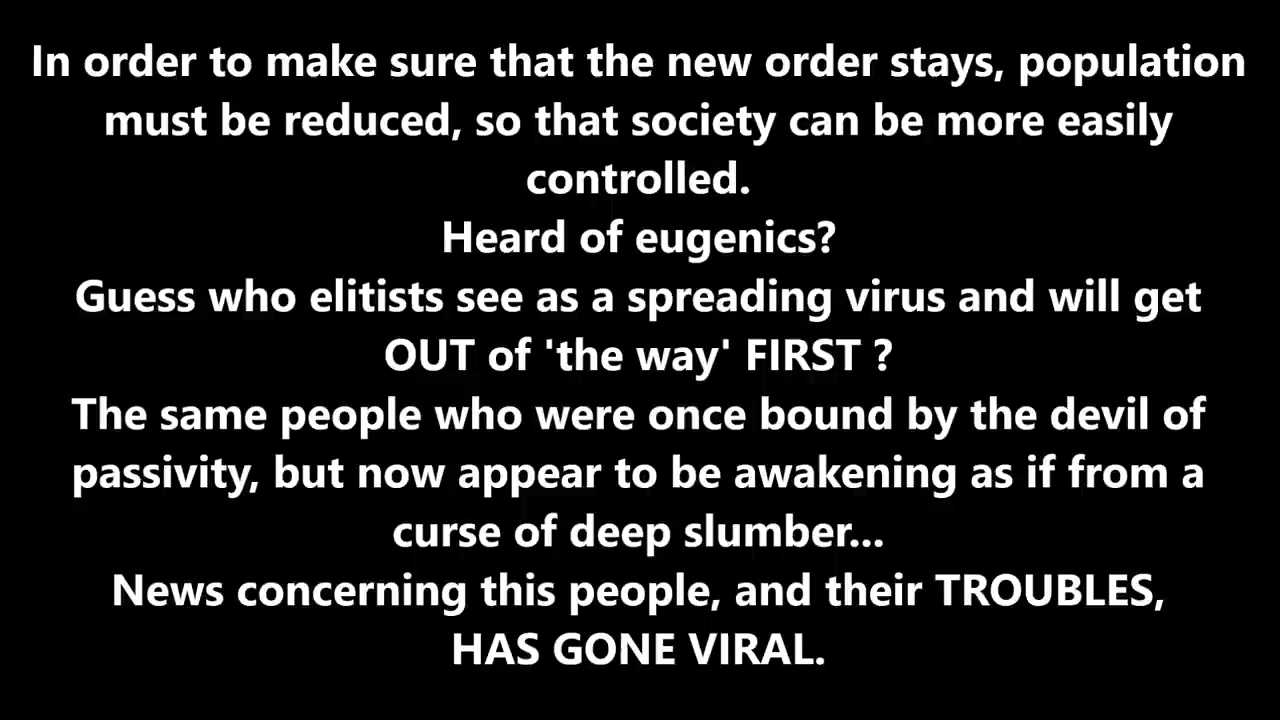 In order to make sure that the new order stays, population
must be reduced, so that society can be more easily
controlled.
Heard of eugenics?
Guess who elitists see as a spreading virus and will get
OUT of 'the way' FIRST ?
The same people who were once bound by the devil of
passivity, but now appear to be awakening as if from a
curse of deep slumber...
News concerning this people, and their TROUBLES,
HAS GONE VIRAL.